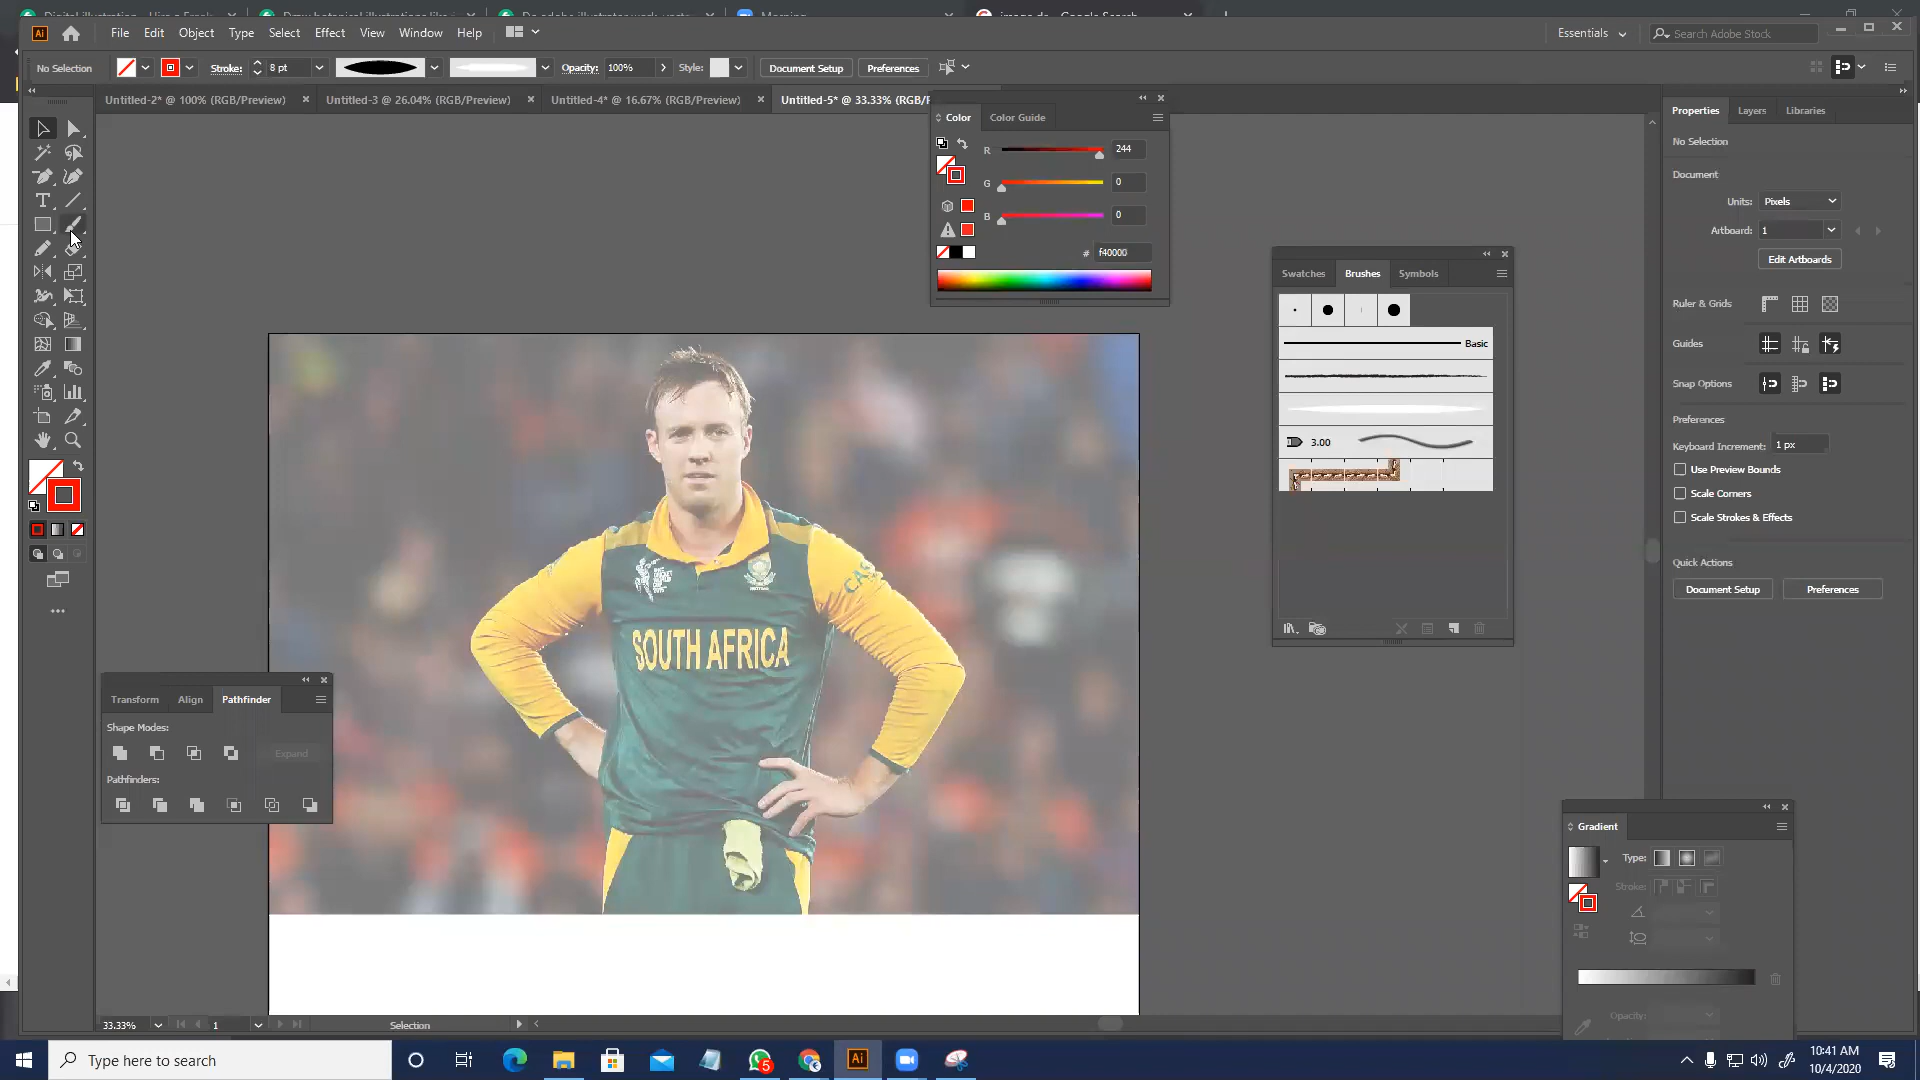 Ai File Edit Object Type Select Effect View Window Help Essentials Search Adobe Stock
No Selection Stroke: 8 pt Opacity: 100% Style: Document Setup Preferences
Untitled-2* @ 100% (RGB/Preview) Untitled-3 @ 26.04% (RGB/Preview) Untitled-4* @ 16.67% (RGB/Preview) Untitled-5* @ 33.33% (RGB/
Color Color Guide
R 244
G 0
B 0
# f40000
Properties Layers Libraries
No Selection
Document
Units: Pixels
Artboard: 1
Edit Artboards
Ruler & Grids
Guides
Snap Options
Preferences
Keyboard Increment: 1 px
Use Preview Bounds
Scale Corners
Scale Strokes & Effects
Quick Actions
Document Setup Preferences
Swatches Brushes Symbols
Basic
3.00
SOUTH AFRICA
Transform Align Pathfinder
Shape Modes:
Expand
Pathfinders:
Gradient
Type:
Stroke:
Opacity:
33.33% 1 Selection
Type here to search
5
Ai
10:41 AM
10/4/2020